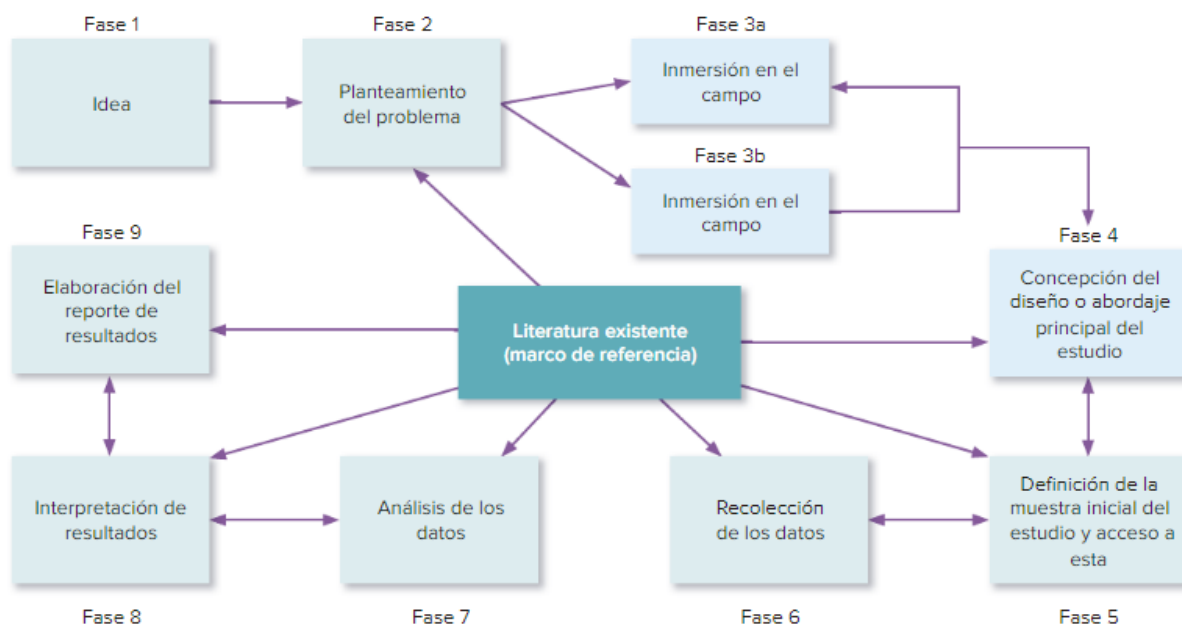 Fase 1
Idea
Fase 2
Planteamiento
del problema
Fase 3a
Inmersión en el
campo
Fase 3b
Inmersión en el
campo
Fase 4
Concepción del
diseño o abordaje
principal del
estudio
Fase 9
Elaboración del
reporte de
resultados
Literatura existente
(marco de referencia)
Interpretación de
resultados
Fase 8
Análisis de los
datos
Fase 7
Recolección
de los datos
Fase 6
Definición de la
muestra inicial del
estudio y acceso a
esta
Fase 5